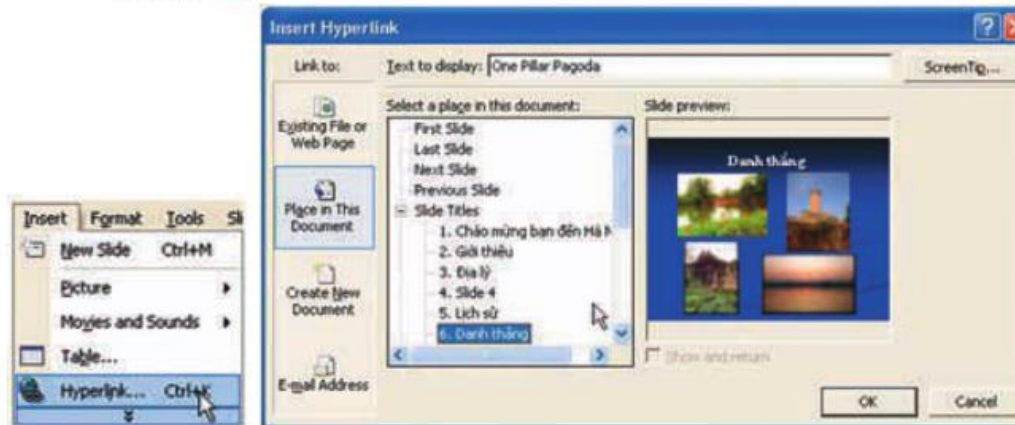 Insert Format Tools Sl
New Slide Ctrl+M
Picture
Movies and Sounds
Table...
Hyperlink... Ctrl+K
Insert Hyperlink
Link to:
Text to display: One Pillar Pagoda
ScreenTip...
Existing File or
Web Page
Place in This
Document
Create New
Document
E-mail Address
Select a place in this document:
First Slide
Last Slide
Next Slide
Previous Slide
Slide Titles
1. Chào mừng bạn đến Hà N
2. Giới thiệu
3. Địa lý
4. Slide 4
5. Lịch sử
6. Danh thắng
Slide preview:
Danh thắng
Show and return
OK
Cancel